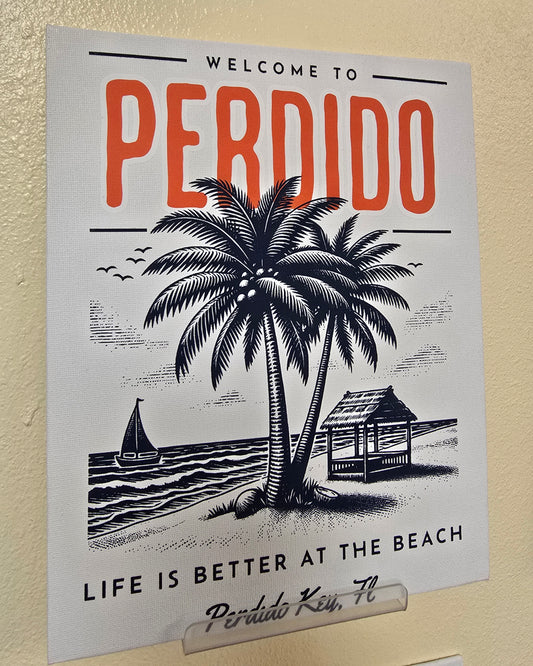 WELCOME TO
PERDIDO
LIFE IS BETTER AT THE BEACH
Perdido Key, Fl